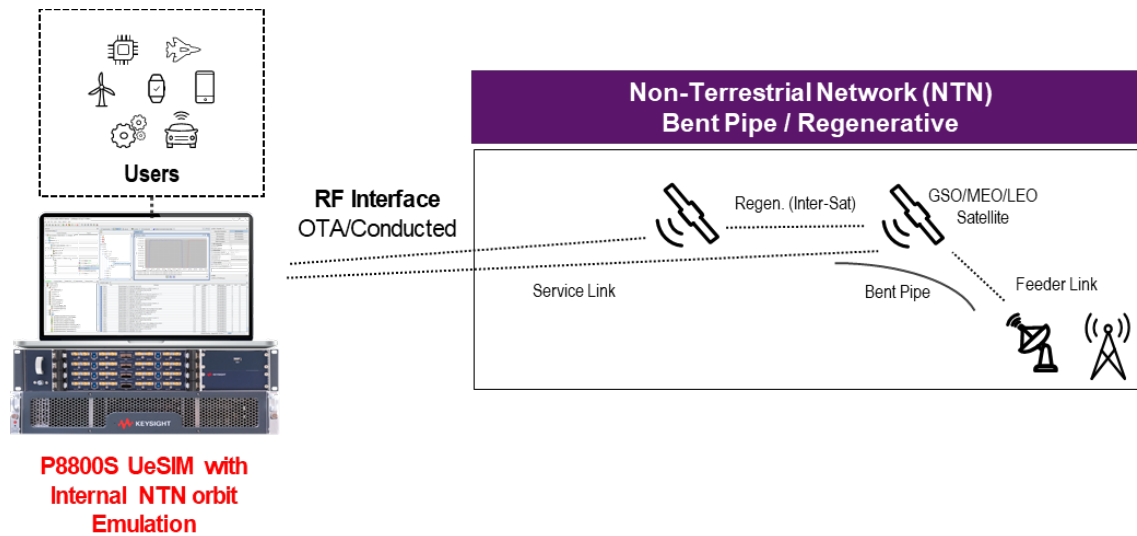 Users
RF Interface
OTA/Conducted
Non-Terrestrial Network (NTN)
Bent Pipe / Regenerative
Regen. (Inter-Sat)
GSO/MEO/LEO
Satellite
Service Link
Bent Pipe
Feeder Link
KEYSIGHT
P8800S UeSIM with
Internal NTN orbit
Emulation